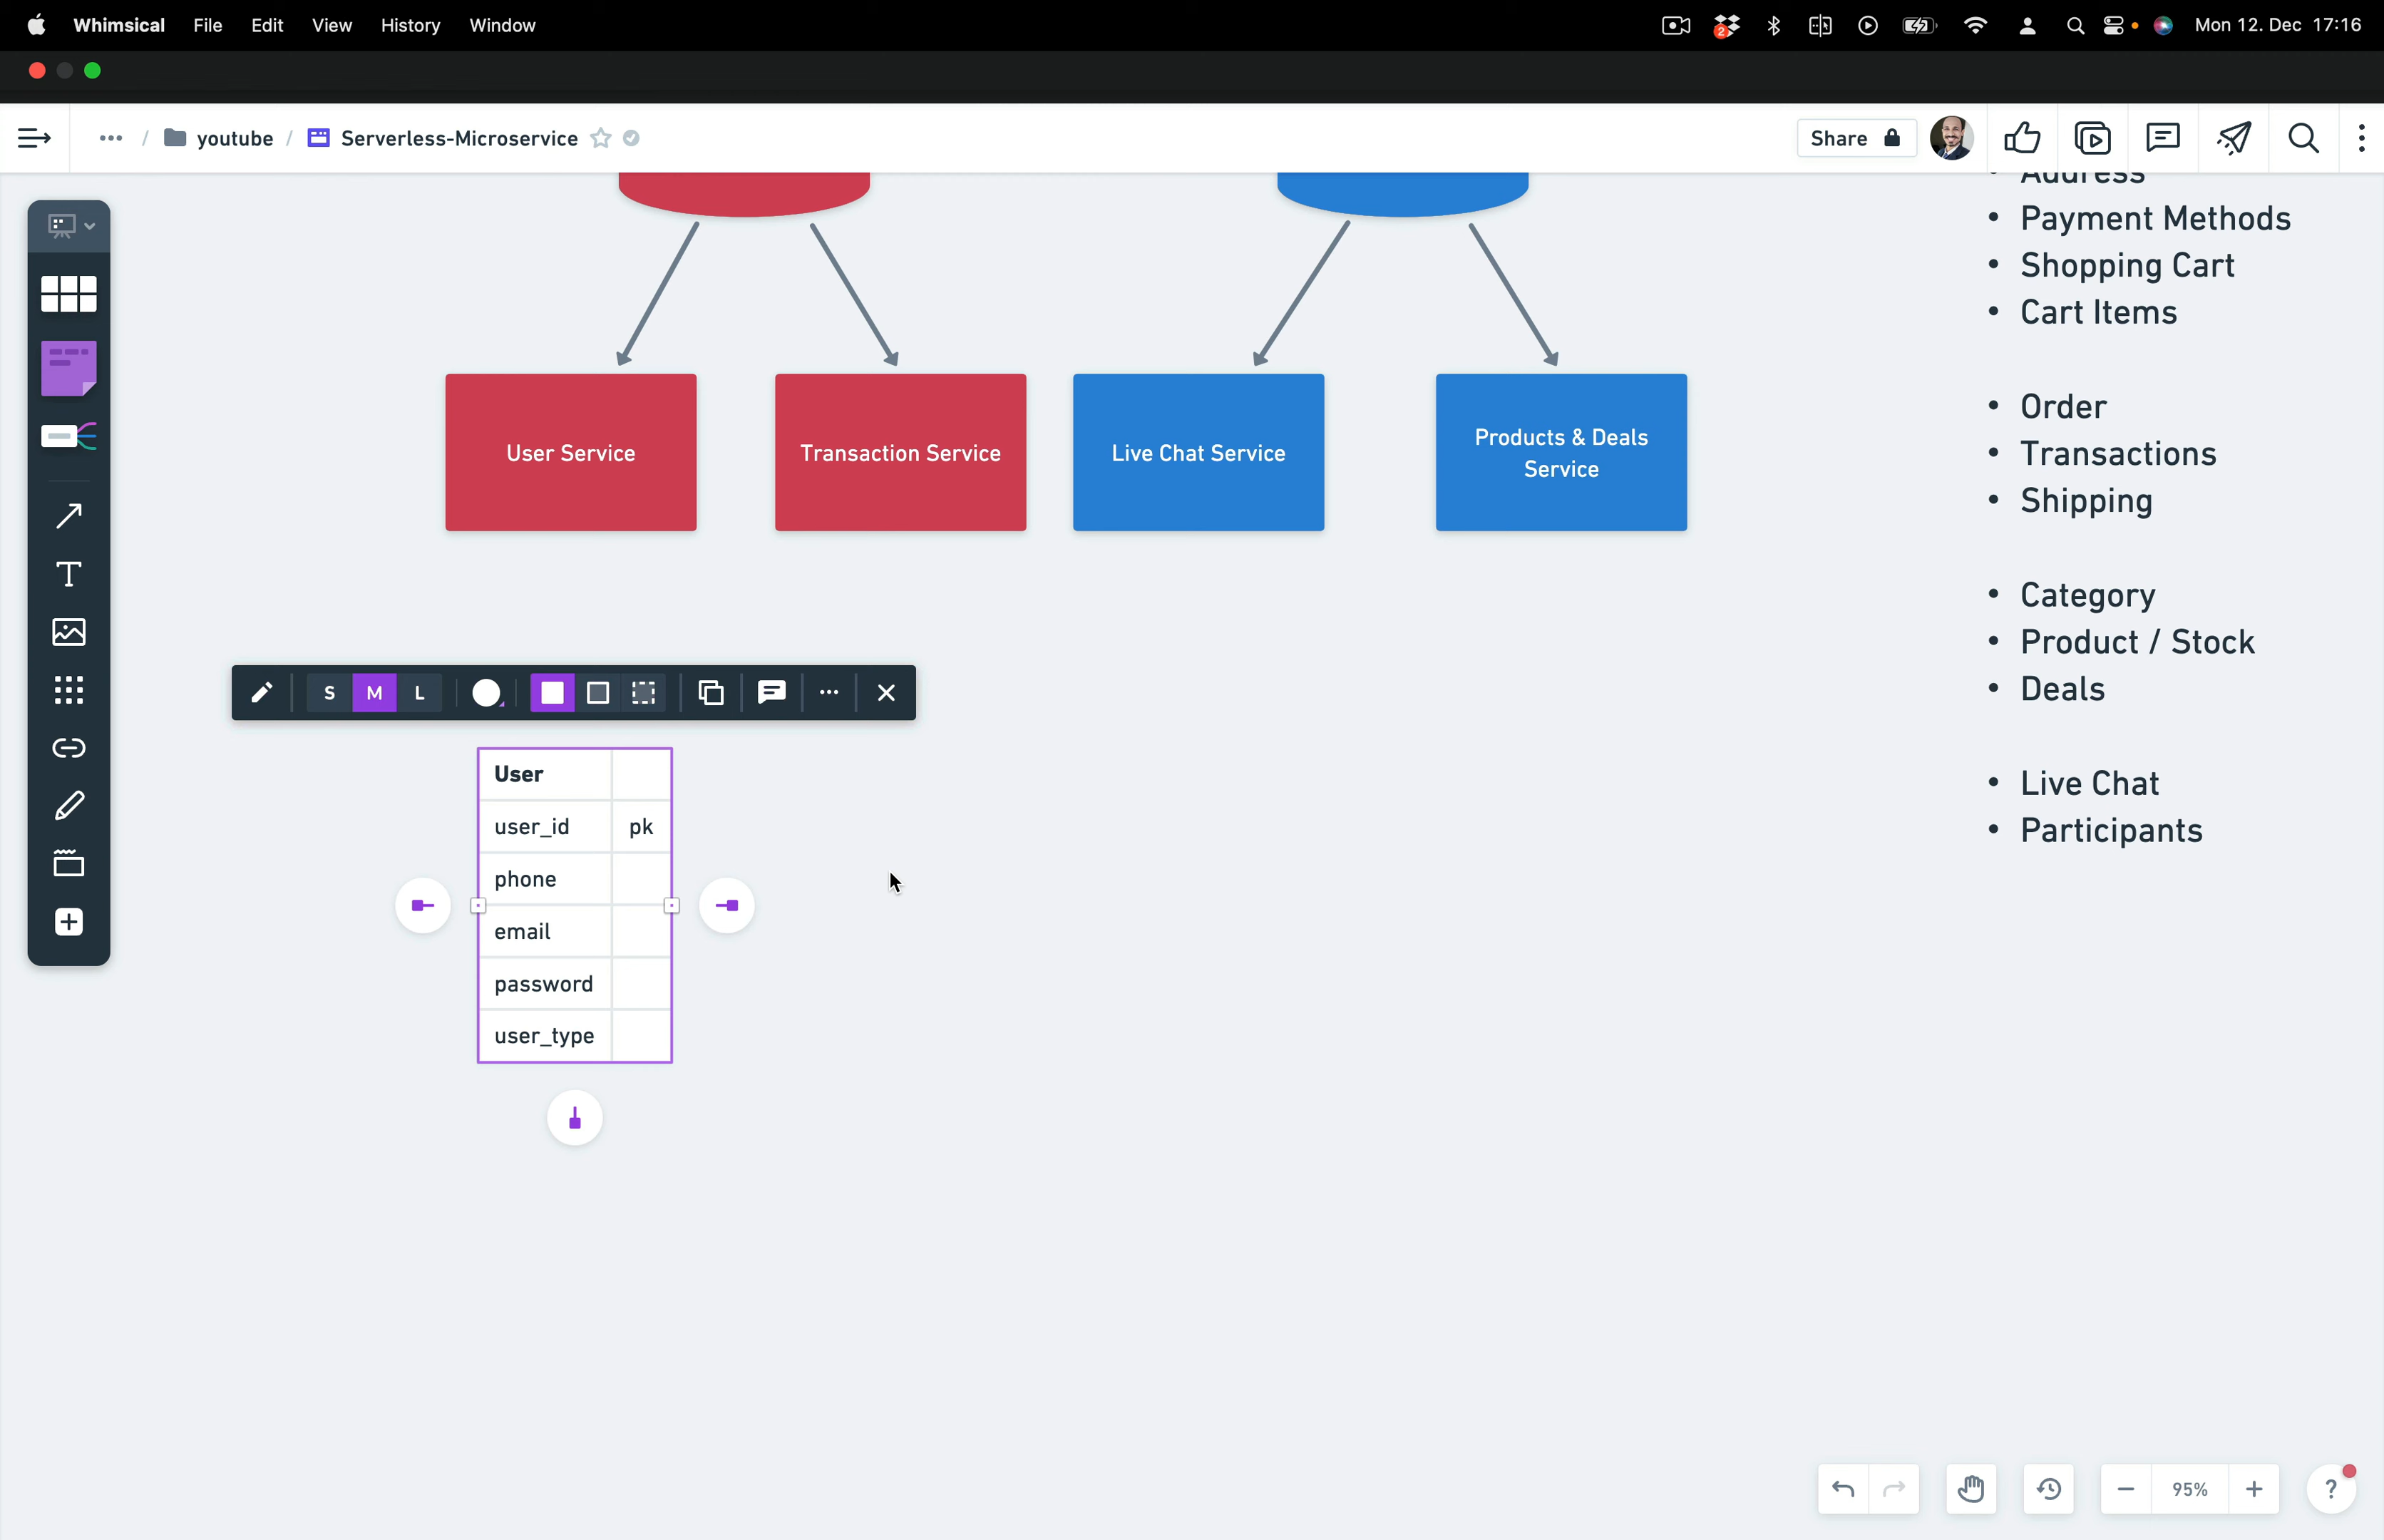 Whimsical File Edit View History Window
2
Mon 12. Dec 17:16
... / youtube / Serverless-Microservice
Share
Address
• Payment Methods
• Shopping Cart
• Cart Items
• Order
• Transactions
• Shipping
• Category
• Product / Stock
• Deals
• Live Chat
• Participants
User Service
Transaction Service
Live Chat Service
Products & Deals
Service
T
S M L
User
user_id pk
phone
email
password
user_type
95%
?